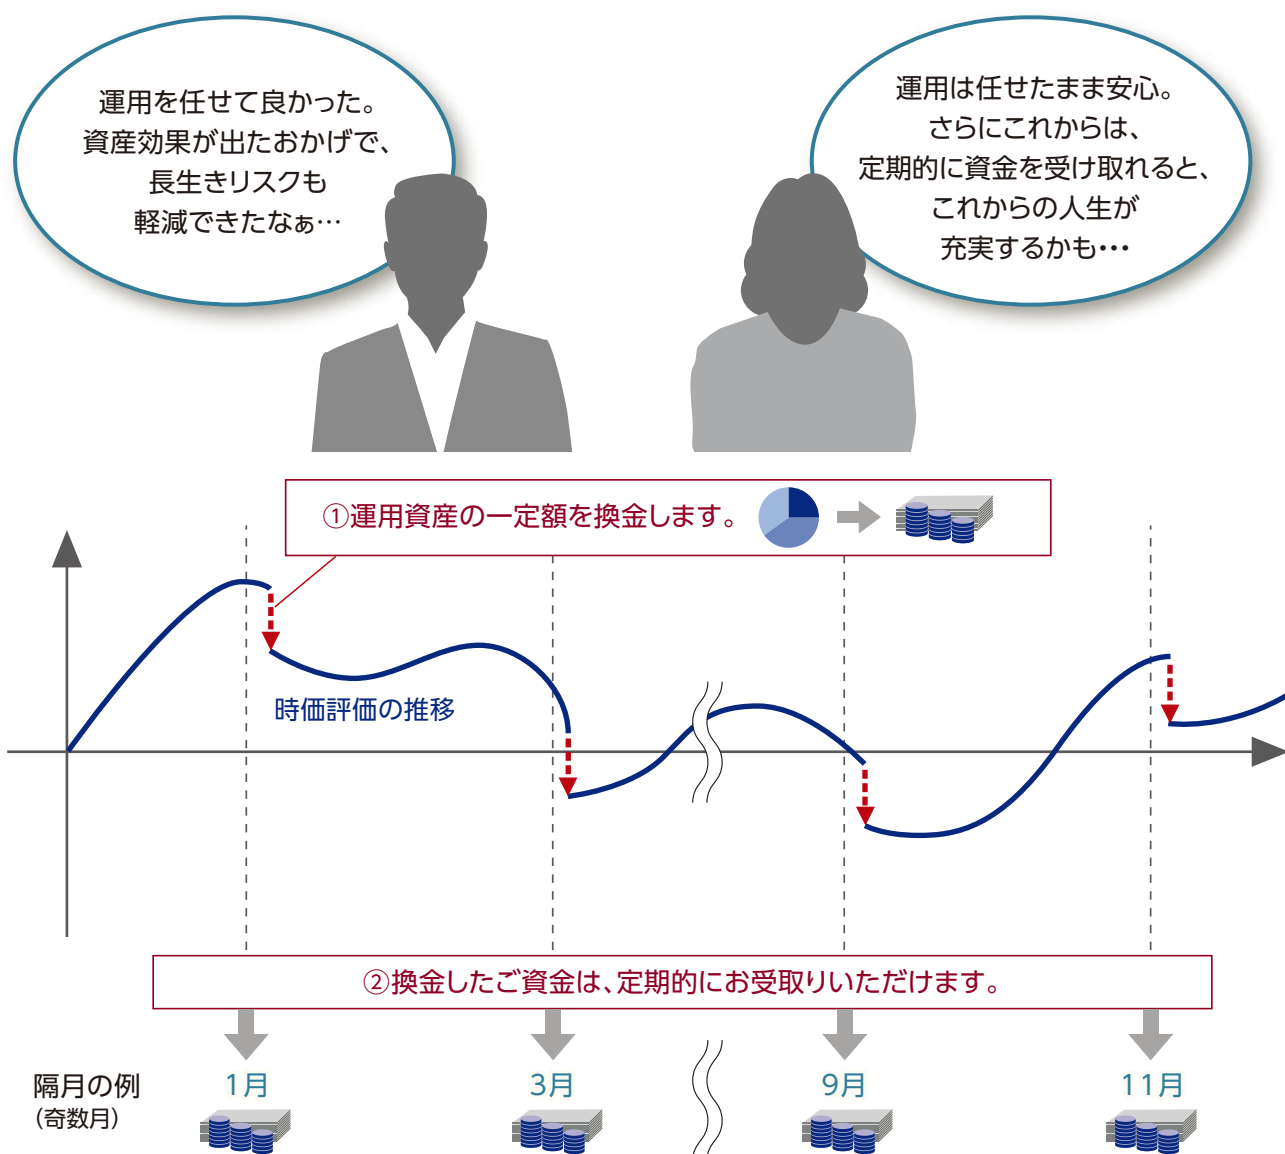 運用を任せて良かった。
資産効果が出たおかげで、
長生きリスクも
軽減できたなぁ…
運用は任せたまま安心。
さらにこれからは、
定期的に資金を受け取れると、
これからの人生が
充実するかも・・・
①運用資産の一定額を換金します。
時価評価の推移
②換金したご資金は、定期的にお受取りいただけます。
隔月の例
(奇数月)
1月
3月
9月
11月